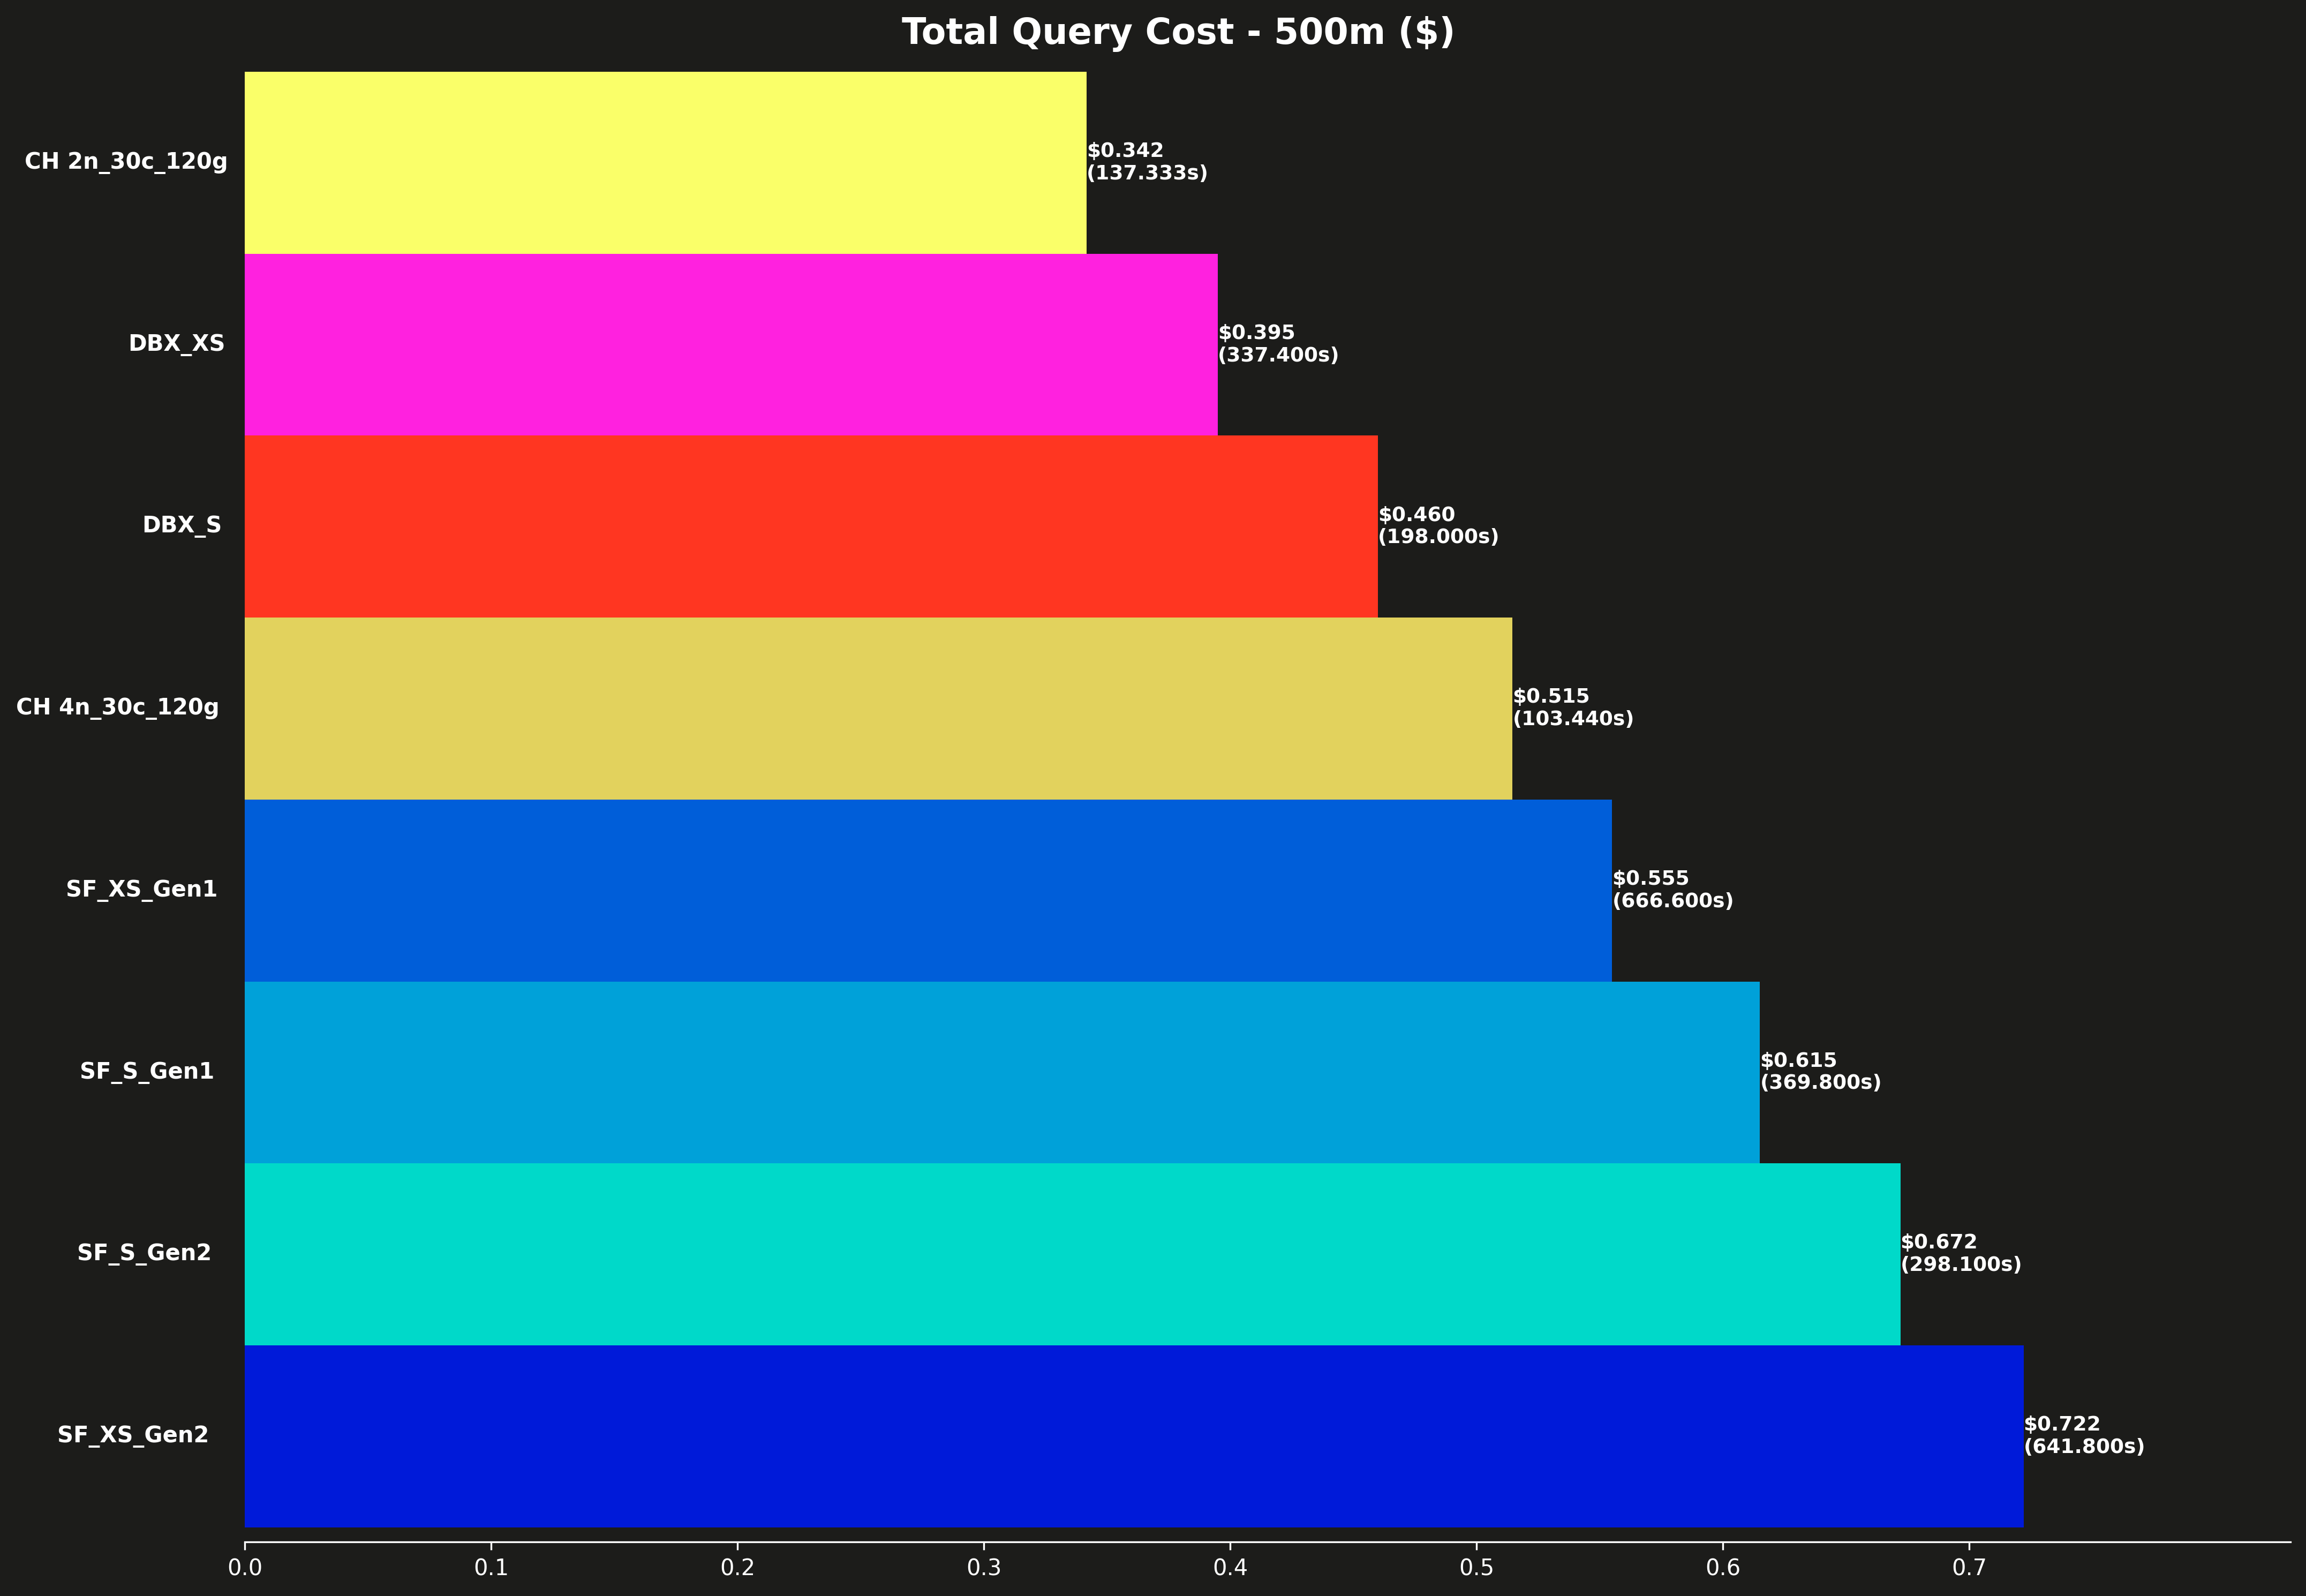 Total Query Cost - 500m ($)
CH 2n_30c_120g
$0.342
(137.333s)
DBX_XS
$0.395
(337.400s)
DBX_S
$0.460
(198.000s)
CH 4n_30c_120g
$0.515
(103.440s)
SF_XS_Gen1
$0.555
(666.600s)
SF_S_Gen1
$0.615
(369.800s)
SF_S_Gen2
$0.672
(298.100s)
SF_XS_Gen2
$0.722
(641.800s)
0.0 0.1 0.2 0.3 0.4 0.5 0.6 0.7